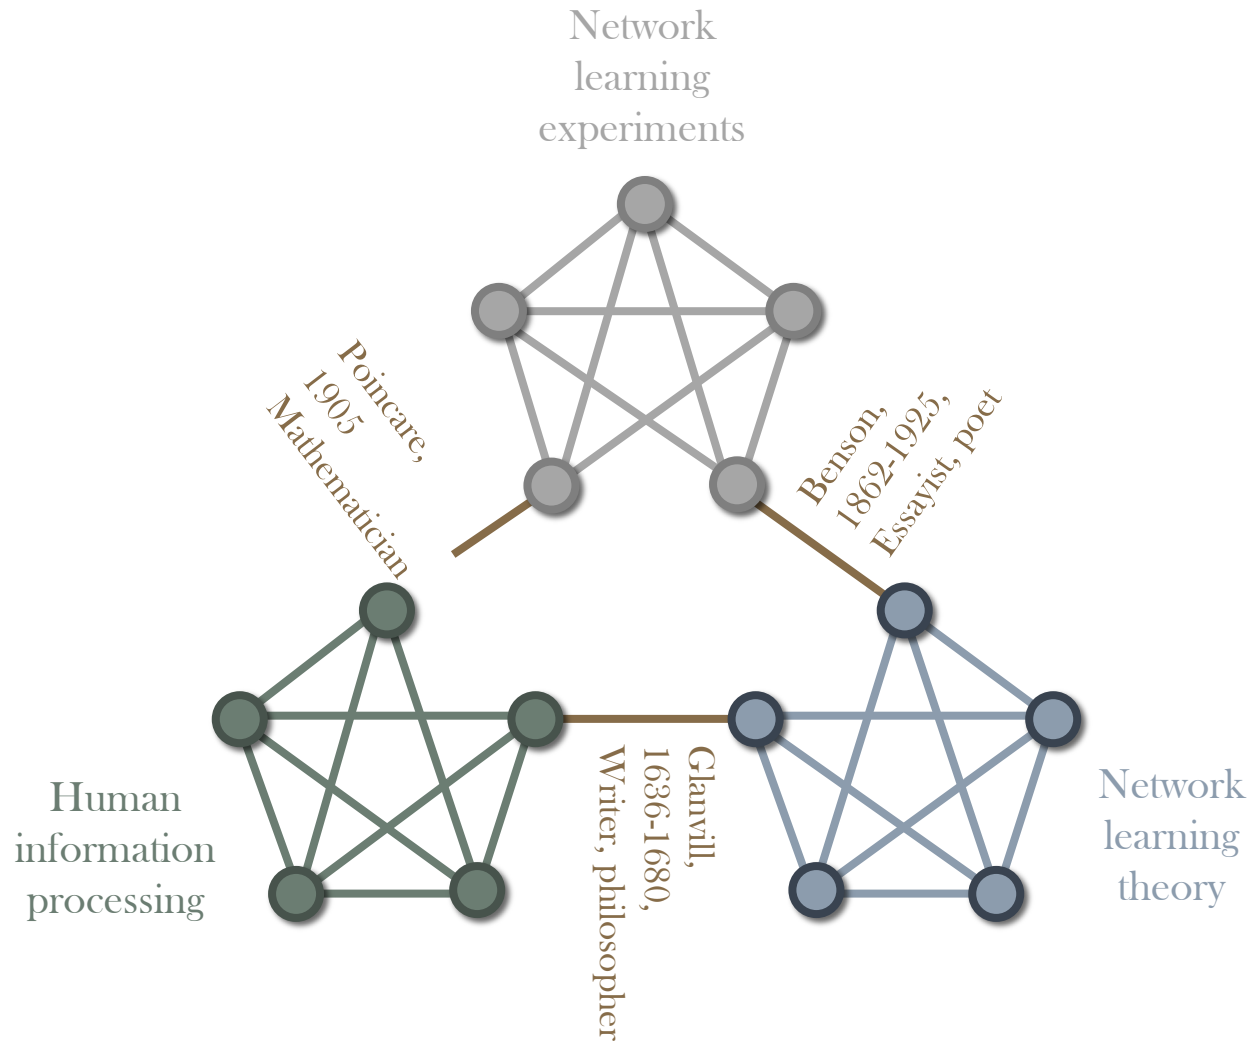 Network
learning
experiments
Poincare,
1905
Mathematician
Benson,
1862-1925,
Essayist, poet
Human
information
processing
Glanvill,
1636-1680,
Writer, philosopher
Network
learning
theory